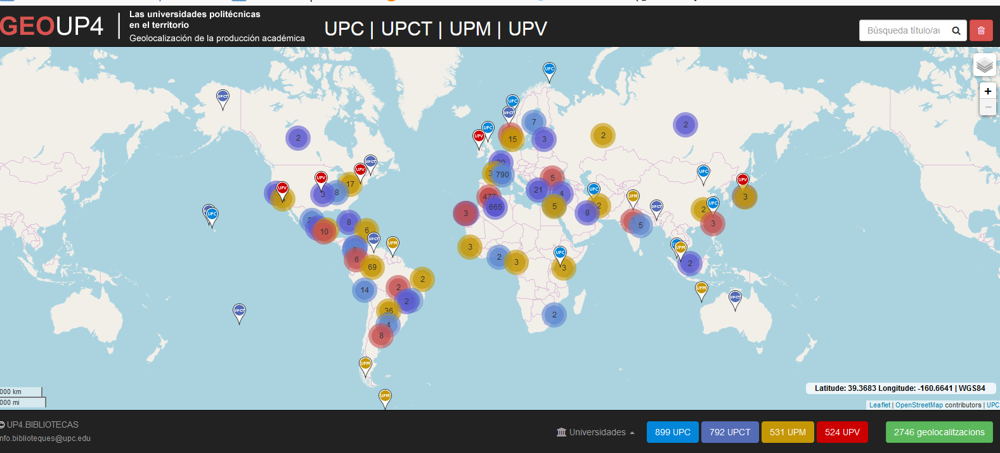 GEOUP4
Las universidades politécnicas
en el territorio
Geolocalización de la producción académica
UPC | UPCT | UPM | UPV
Búsqueda título/au
UPC
UPCT
UPC
UPCT
7
UPC
2
2
UPV
15
3
2
UPCT
UPV
790
UPC
UPV
5
UPV
17
UPV
3
8
21
4
UPC
UPM
3
477
665
5
2
8
UPCT
2
UPC
3
3
UPC
8
10
6
5
3
UPCT
UPM
3
2
3
UPC
3
UPM
2
6
69
2
14
2
2
UPM
UPCT
UPCT
36
4
2
8
UPM
UPM
+
−
000 km
000 mi
Latitude: 39.3683 Longitude: -160.6641 | WGS84
Leaflet | OpenStreetMap contributors | UPC
© UP4.BIBLIOTECAS
nfo.biblioteques@upc.edu
Universidades
899 UPC
792 UPCT
531 UPM
524 UPV
2746 geolocalitzacions